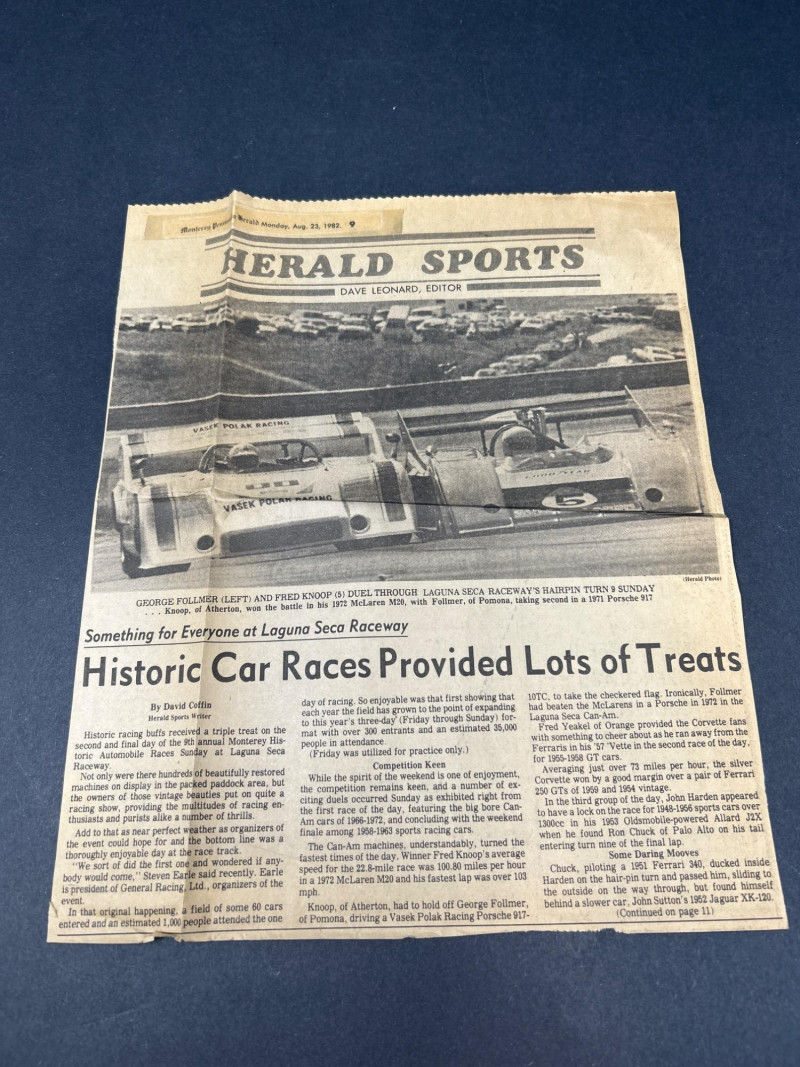 Monterey Peninsula Herald Monday, Aug. 23, 1982. 9
HERALD SPORTS
DAVE LEONARD, EDITOR
VASEK POLAK RACING
VASEK POLAK RACING
GOODYEAR
5
(Herald Photo)
GEORGE FOLLMER (LEFT) AND FRED KNOOP (5) DUEL THROUGH LAGUNA SECA RACEWAY'S HAIRPIN TURN 9 SUNDAY
. . . Knoop, of Atherton, won the battle in his 1972 McLaren M20, with Follmer, of Pomona, taking second in a 1971 Porsche 917
Something for Everyone at Laguna Seca Raceway
Historic Car Races Provided Lots of Treats
By David Coffin
Herald Sports Writer
Historic racing buffs received a triple treat on the
second and final day of the 9th annual Monterey His-
toric Automobile Races Sunday at Laguna Seca
Raceway.
Not only were there hundreds of beautifully restored
machines on display in the packed paddock area, but
the owners of those vintage beauties put on quite a
racing show, providing the multitudes of racing en-
thusiasts and purists alike a number of thrills.
Add to that as near perfect weather as organizers of
the event could hope for and the bottom line was a
thoroughly enjoyable day at the race track.
"We sort of did the first one and wondered if any-
body would come," Steven Earle said recently. Earle
is president of General Racing, Ltd., organizers of the
event.
In that original happening, a field of some 60 cars
entered and an estimated 1,000 people attended the one
day of racing. So enjoyable was that first showing that
each year the field has grown to the point of expanding
to this year's three-day (Friday through Sunday) for-
mat with over 300 entrants and an estimated 35,000
people in attendance.
(Friday was utilized for practice only.)
Competition Keen
While the spirit of the weekend is one of enjoyment,
the competition remains keen, and a number of ex-
citing duels occurred Sunday as exhibited right from
the first race of the day, featuring the big bore Can-
Am cars of 1966-1972, and concluding with the weekend
finale among 1958-1963 sports racing cars.
The Can-Am machines, understandably, turned the
fastest times of the day. Winner Fred Knoop's average
speed for the 22.8-mile race was 100.80 miles per hour
in a 1972 McLaren M20 and his fastest lap was over 103
mph.
Knoop, of Atherton, had to hold off George Follmer,
of Pomona, driving a Vasek Polak Racing Porsche 917-
10TC, to take the checkered flag. Ironically, Follmer
had beaten the McLarens in a Porsche in 1972 in the
Laguna Seca Can-Am.
Fred Yeakel of Orange provided the Corvette fans
with something to cheer about as he ran away from the
Ferraris in his '57 'Vette in the second race of the day,
for 1955-1958 GT cars.
Averaging just over 73 miles per hour, the silver
Corvette won by a good margin over a pair of Ferrari
250 GTs of 1959 and 1954 vintage.
In the third group of the day, John Harden appeared
to have a lock on the race for 1948-1956 sports cars over
1300cc in his 1953 Oldsmobile-powered Allard J2X
when he found Ron Chuck of Palo Alto on his tail
entering turn nine of the final lap.
Some Daring Mooves
Chuck, piloting a 1951 Ferrari 340, ducked inside
Harden on the hair-pin turn and passed him, sliding to
the outside on the way through, but found himself
behind a slower car, John Sutton's 1952 Jaguar XK-120.
(Continued on page 11)